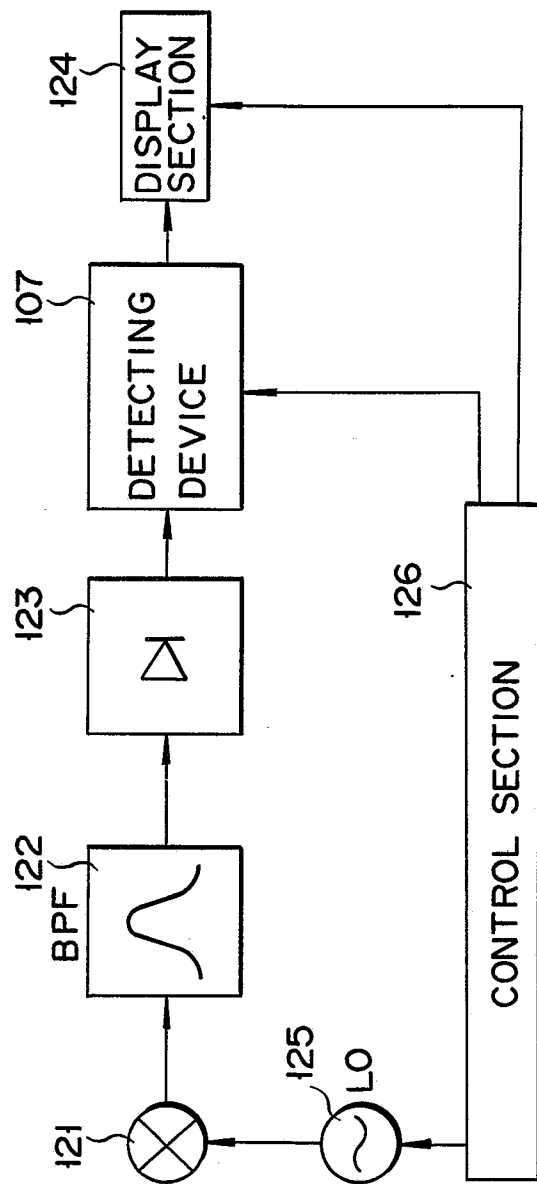 121
122
BPF
123
107
DETECTING
DEVICE
124
DISPLAY
SECTION
125
LO
126
CONTROL SECTION